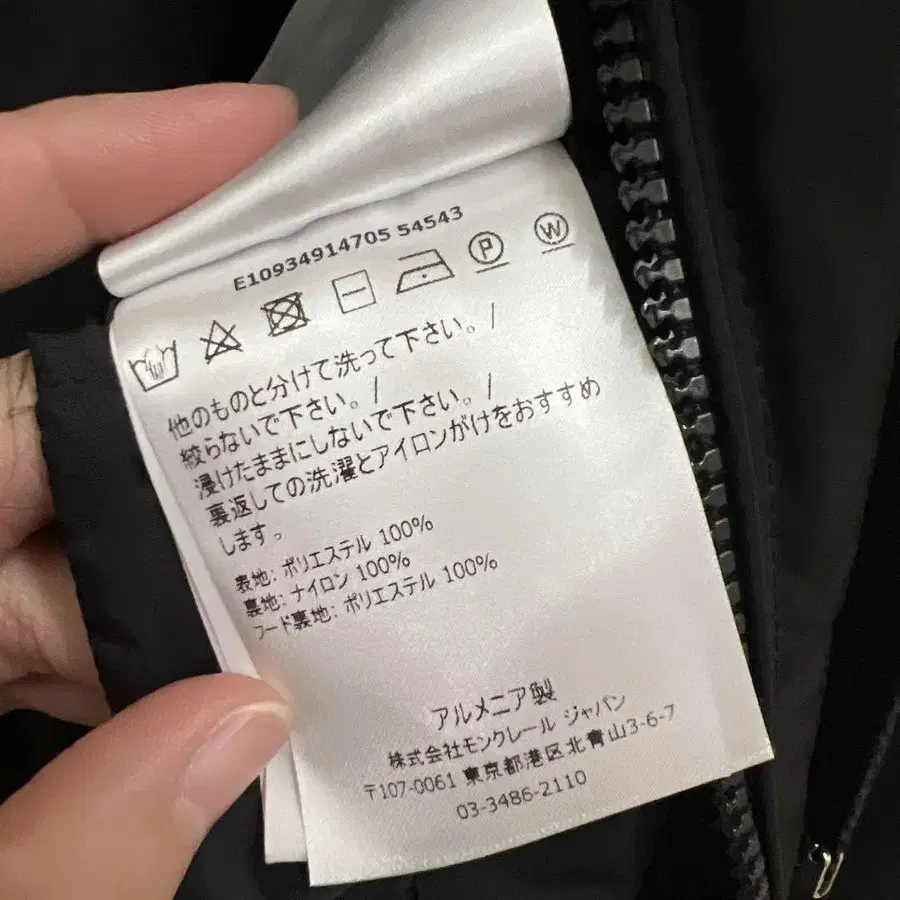 E10934914705 54543
P W
他のものと分けて洗って下さい。/
絞らないで下さい。/
浸けたままにしないで下さい。/
裏返しての洗濯とアイロンがけをおすすめ
します。
表地: ポリエステル 100%
裏地: ナイロン 100%
フード裏地: ポリエステル 100%
アルメニア製
株式会社モンクレール ジャパン
〒107-0061 東京都港区北青山3-6-7
03-3486-2110